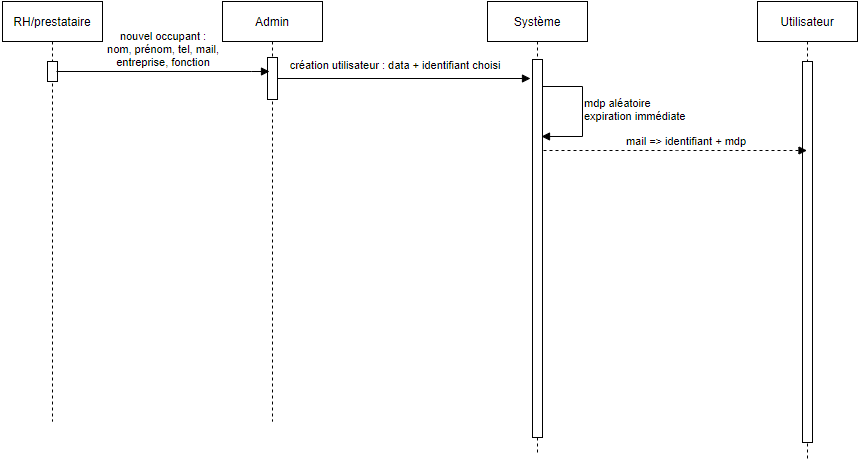 RH/prestataire
Admin
Système
Utilisateur
nouvel occupant :
nom, prénom, tel, mail,
entreprise, fonction
création utilisateur : data + identifiant choisi
mdp aléatoire
expiration immédiate
mail => identifiant + mdp